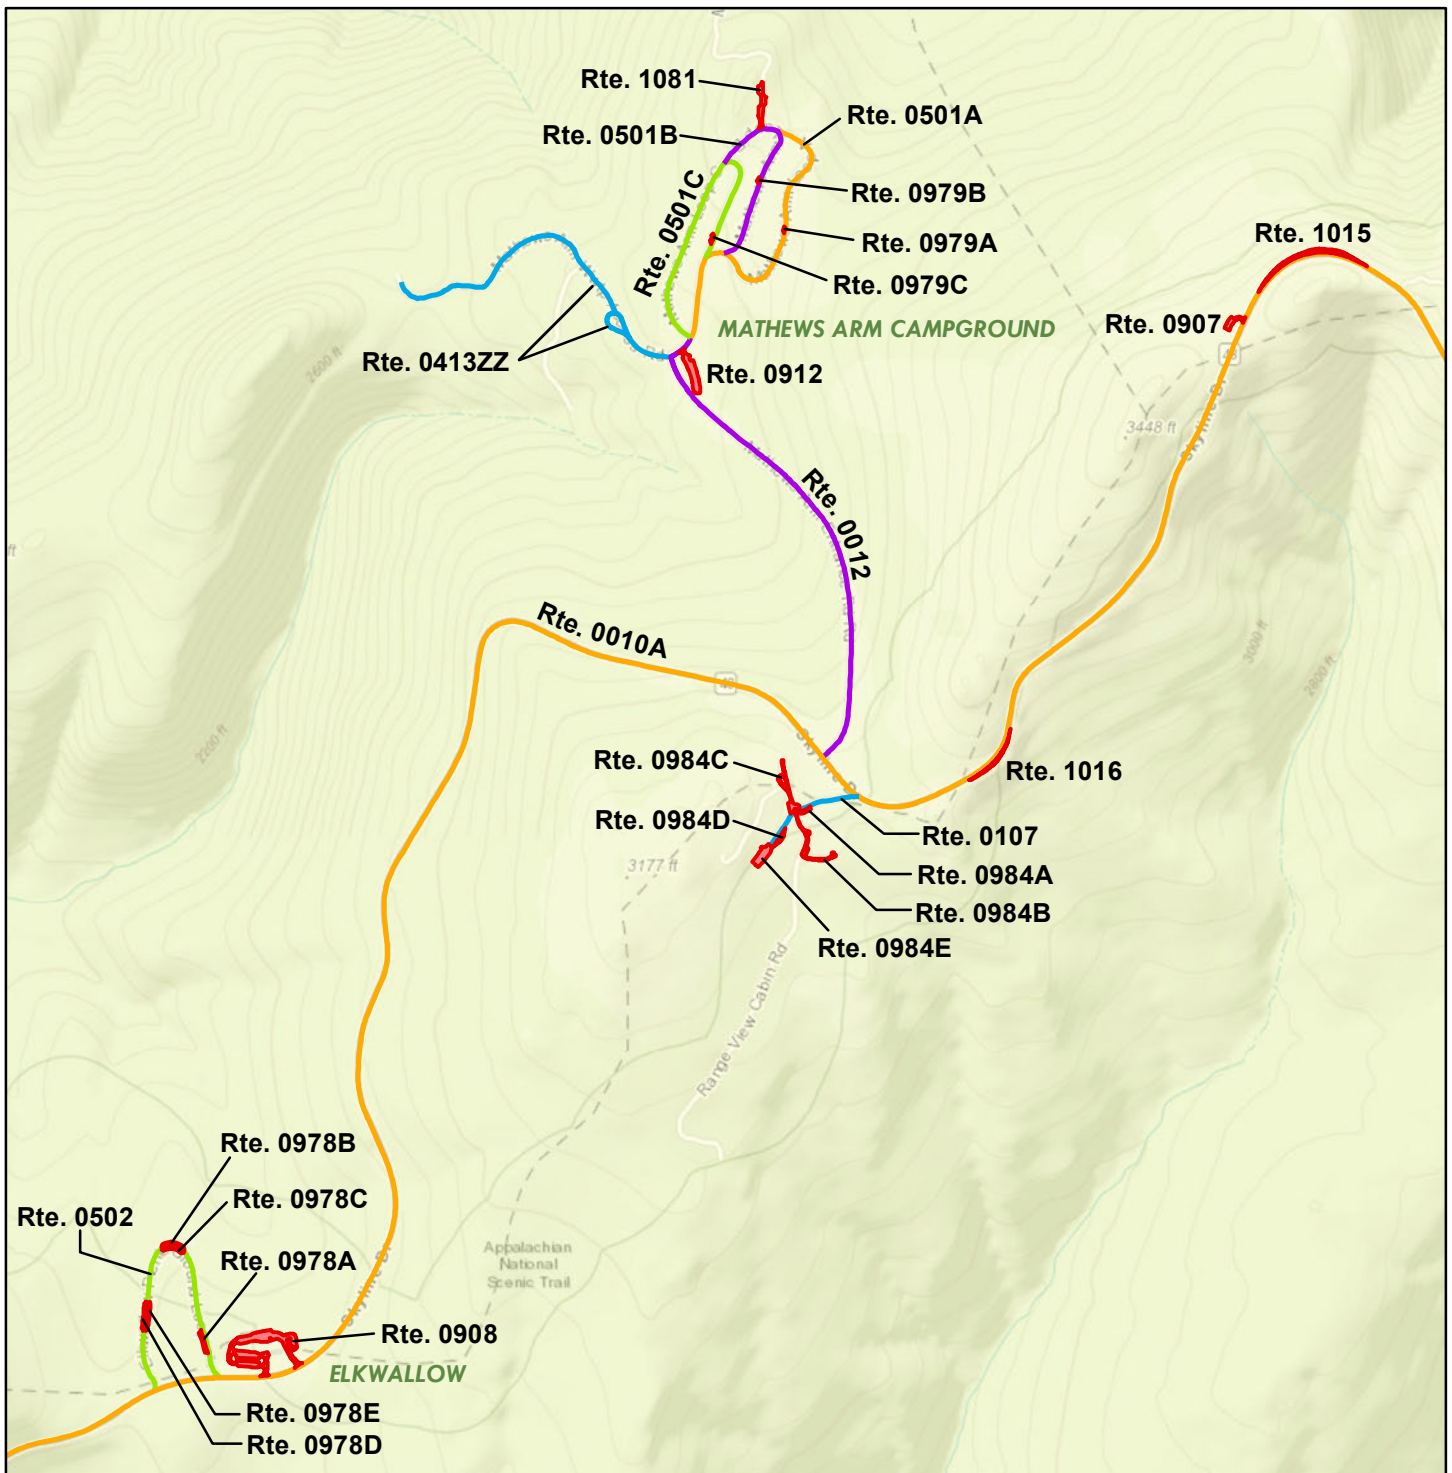 Rte. 1081
Rte. 0501A
Rte. 0501B
Rte. 0501C
Rte. 0979B
Rte. 0979A
Rte. 0979C
Rte. 1015
Rte. 0907
MATHEWS ARM CAMPGROUND
Rte. 0413ZZ
Rte. 0912
2600 ft
3448 ft
Skyline Dr
Rte. 0012
ft
Rte. 0010A
3000 ft
2800 ft
2200 ft
Skyline Dr
Rte. 0984C
Rte. 1016
Rte. 0984D
Rte. 0107
3177 ft
Rte. 0984A
Rte. 0984B
Rte. 0984E
Range View Cabin Rd
Rte. 0978B
Rte. 0978C
Rte. 0502
Rte. 0978A
Appalachian
National
Scenic Trail
Skyline Dr
Rte. 0908
ELKWALLOW
Rte. 0978E
Rte. 0978D